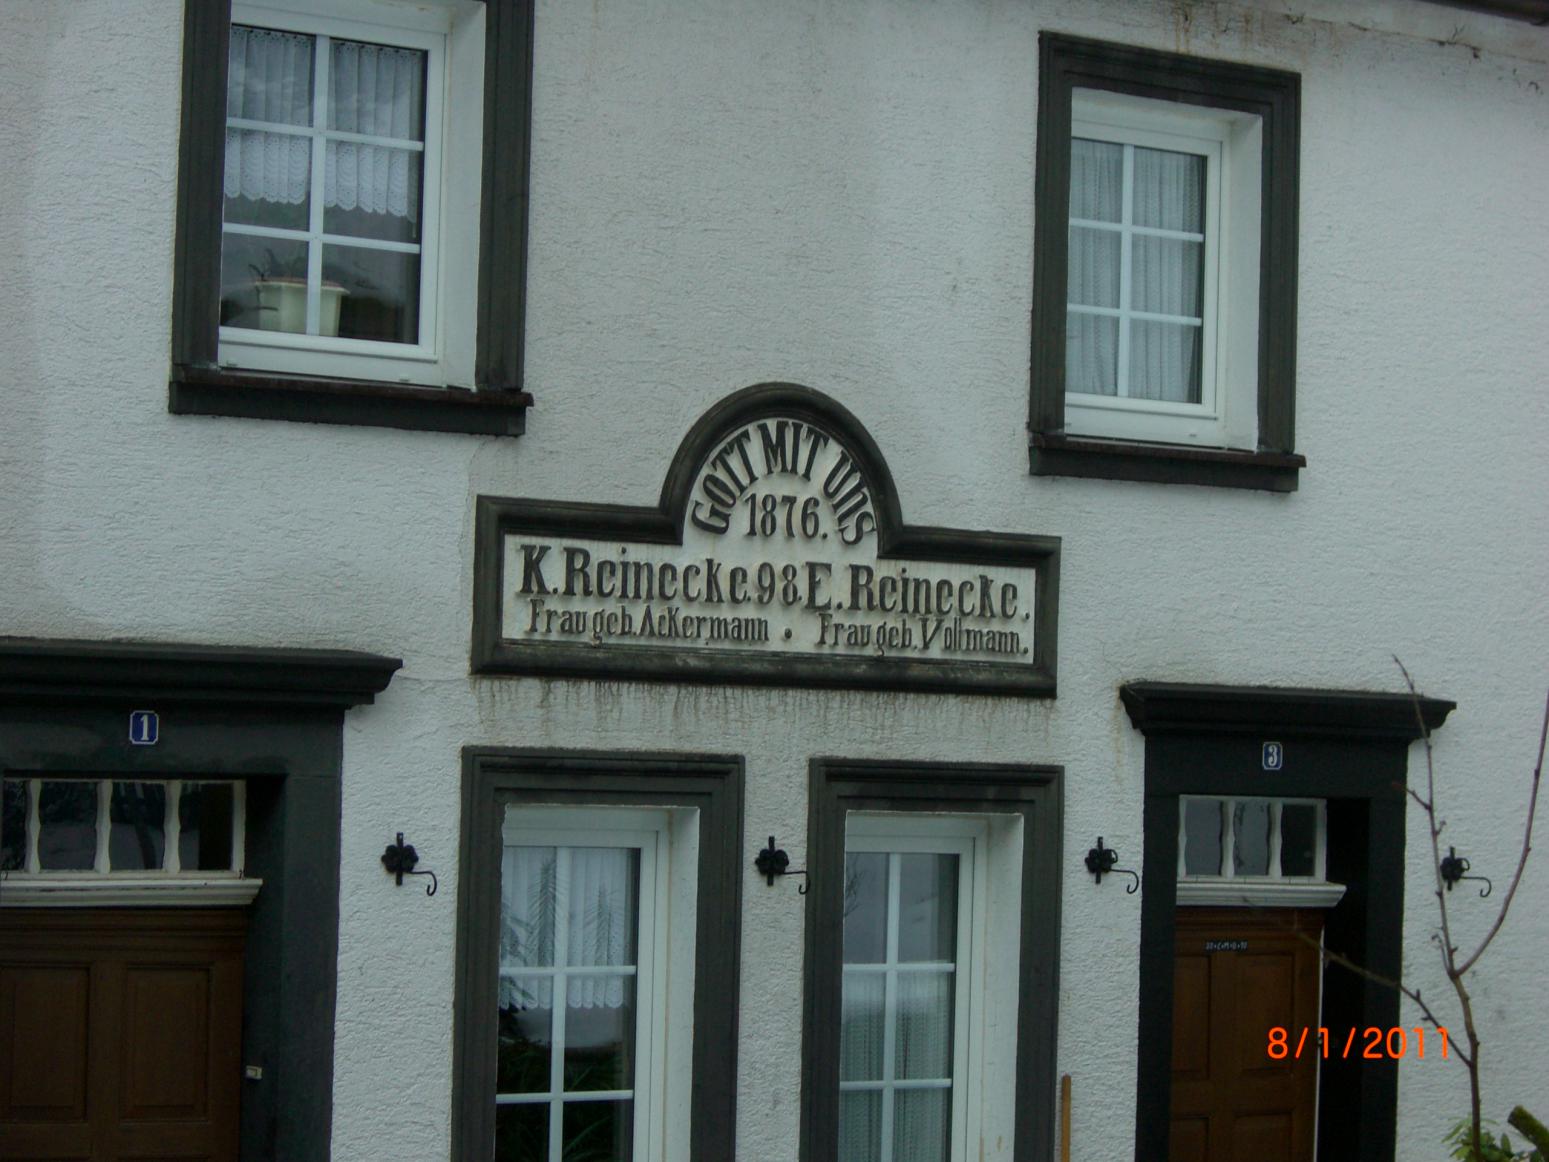 GOTT MIT UNS
1876.
K. Reinecke. 98. E. Reinecke.
Frau geb. Ackermann . Frau geb. Vollmann.
1
3
8/1/2011